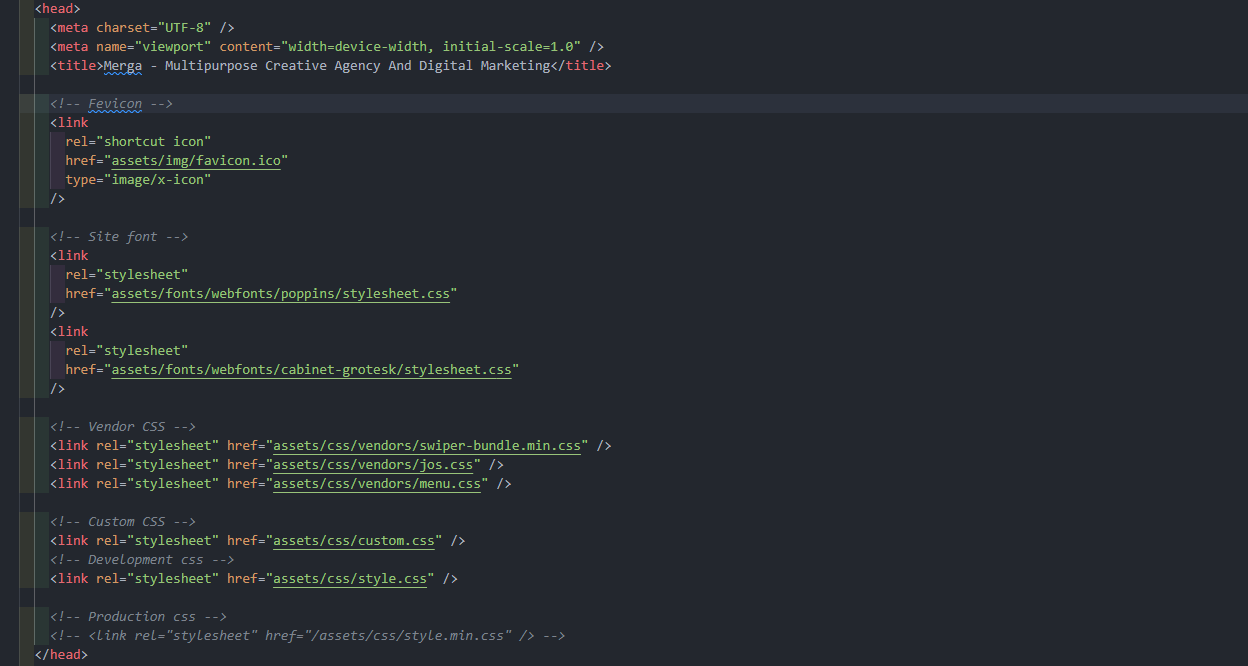 <head>
<meta charset="UTF-8" />
<meta name="viewport" content="width=device-width, initial-scale=1.0" />
<title>Merga - Multipurpose Creative Agency And Digital Marketing</title>
<!-- Fevicon -->
<link
rel="shortcut icon"
href="assets/img/favicon.ico"
type="image/x-icon"
/>
<!-- Site font -->
<link
rel="stylesheet"
href="assets/fonts/webfonts/poppins/stylesheet.css"
/>
<link
rel="stylesheet"
href="assets/fonts/webfonts/cabinet-grotesk/stylesheet.css"
/>
<!-- Vendor CSS -->
<link rel="stylesheet" href="assets/css/vendors/swiper-bundle.min.css" />
<link rel="stylesheet" href="assets/css/vendors/jos.css" />
<link rel="stylesheet" href="assets/css/vendors/menu.css" />
<!-- Custom CSS -->
<link rel="stylesheet" href="assets/css/custom.css" />
<!-- Development css -->
<link rel="stylesheet" href="assets/css/style.css" />
<!-- Production css -->
<!-- <link rel="stylesheet" href="/assets/css/style.min.css" /> -->
</head>